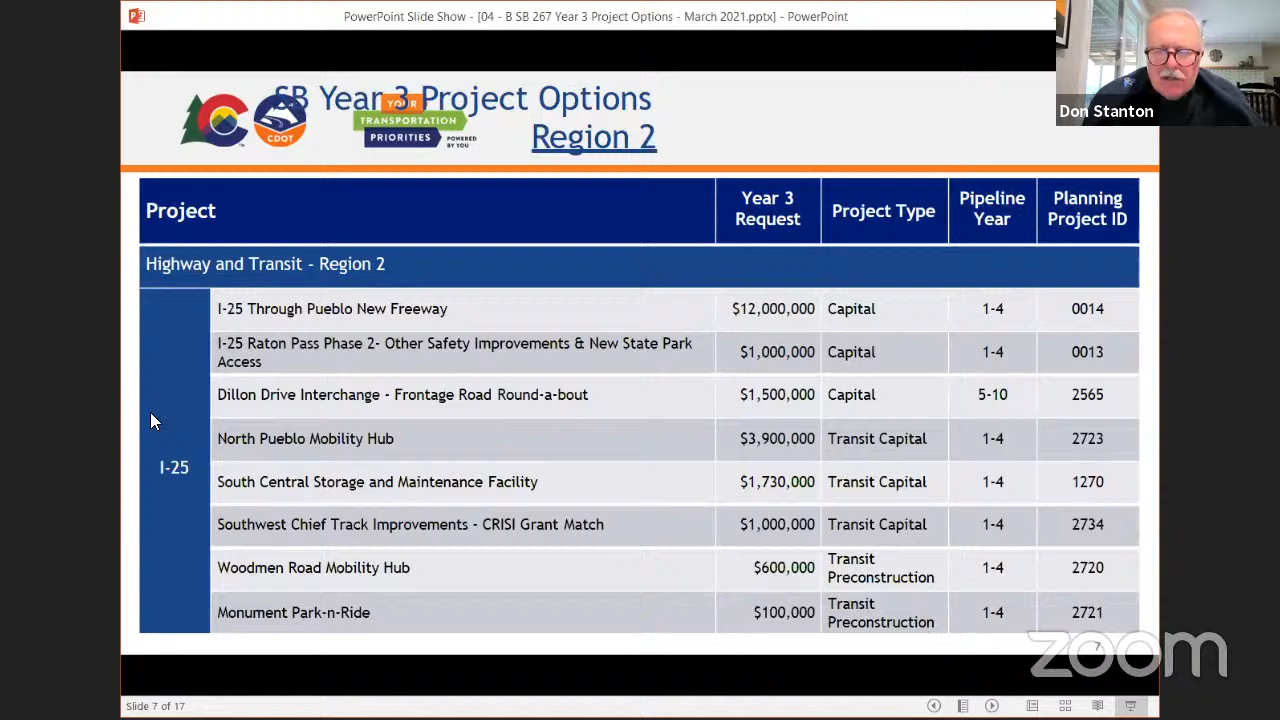 PowerPoint Slide Show - [04 - B SB 267 Year 3 Project Options - March 2021.pptx] - PowerPoint
Don Stanton
SB Year 3 Project Options
Region 2
CDOT
YOUR
TRANSPORTATION
PRIORITIES
POWERED
BY YOU
Project
Year 3
Request
Project Type
Pipeline
Year
Planning
Project ID
Highway and Transit - Region 2
I-25
I-25 Through Pueblo New Freeway $12,000,000 Capital 1-4 0014
I-25 Raton Pass Phase 2- Other Safety Improvements & New State Park
Access
$1,000,000 Capital 1-4 0013
Dillon Drive Interchange - Frontage Road Round-a-bout $1,500,000 Capital 5-10 2565
North Pueblo Mobility Hub $3,900,000 Transit Capital 1-4 2723
South Central Storage and Maintenance Facility $1,730,000 Transit Capital 1-4 1270
Southwest Chief Track Improvements - CRISI Grant Match $1,000,000 Transit Capital 1-4 2734
Woodmen Road Mobility Hub $600,000
Transit
Preconstruction
1-4 2720
Monument Park-n-Ride $100,000
Transit
Preconstruction
1-4 2721
7
zoom
Slide 7 of 17